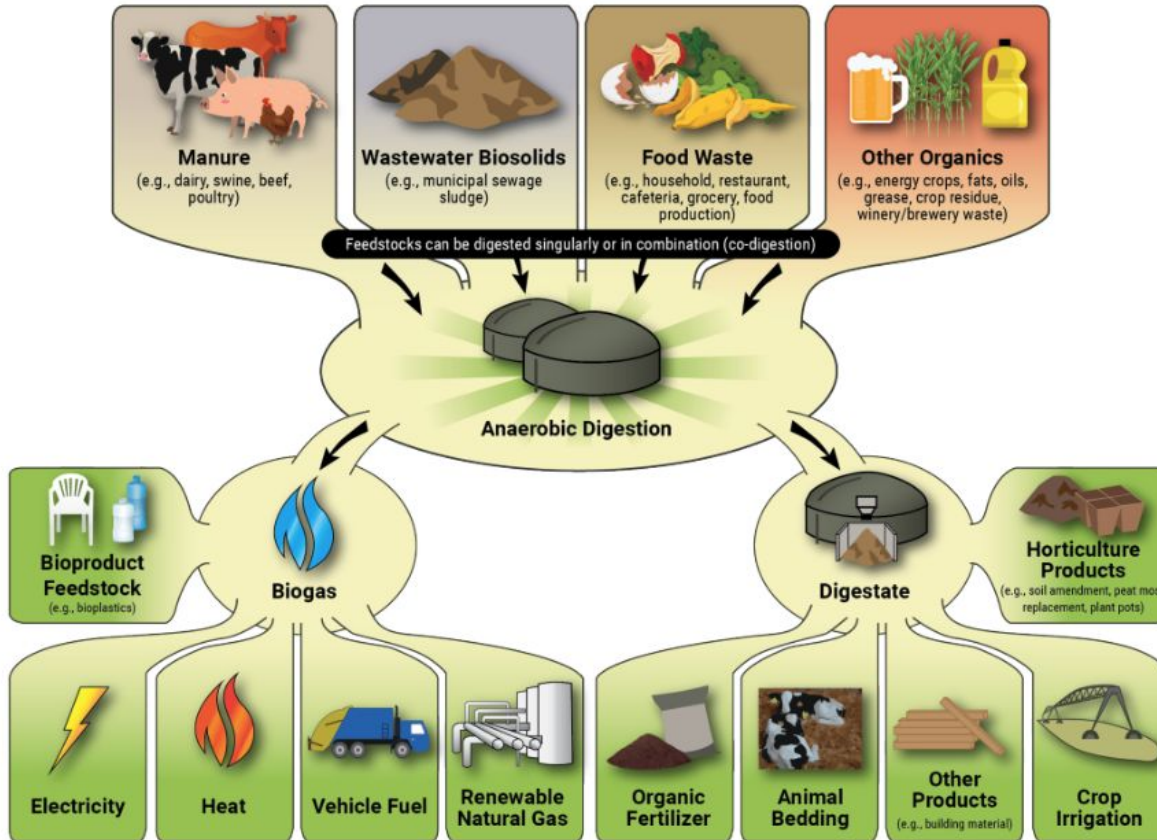 Manure
(e.g., dairy, swine, beef,
poultry)
Wastewater Biosolids
(e.g., municipal sewage
sludge)
Food Waste
(e.g., household, restaurant,
cafeteria, grocery, food
production)
Other Organics
(e.g., energy crops, fats, oils,
grease, crop residue,
winery/brewery waste)
Feedstocks can be digested singularly or in combination (co-digestion)
Anaerobic Digestion
Bioproduct
Feedstock
(e.g., bioplastics)
Biogas
Digestate
Horticulture
Products
(e.g., soil amendment, peat mos
replacement, plant pots)
Electricity
Heat
Vehicle Fuel
Renewable
Natural Gas
Organic
Fertilizer
Animal
Bedding
Other
Products
(e.g., building material)
Crop
Irrigation